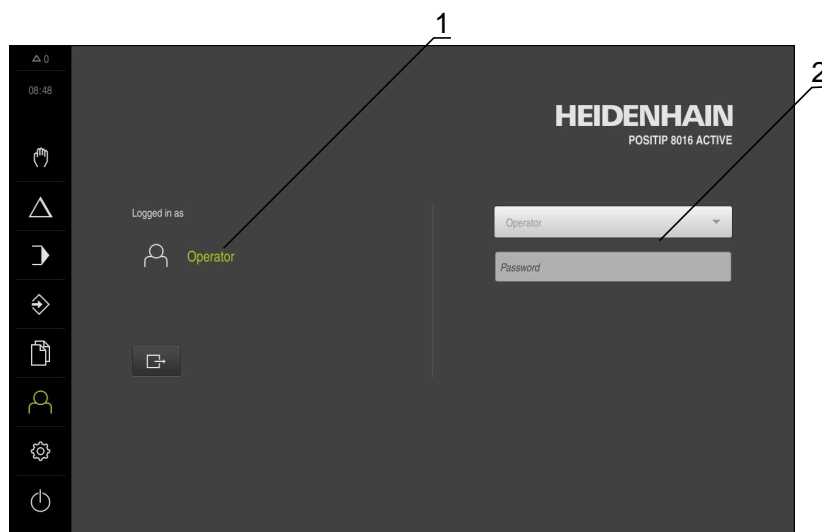 1
2
△ 0
08:48
HEIDENHAIN
POSITIP 8016 ACTIVE
Logged in as
Operator
Operator
Password